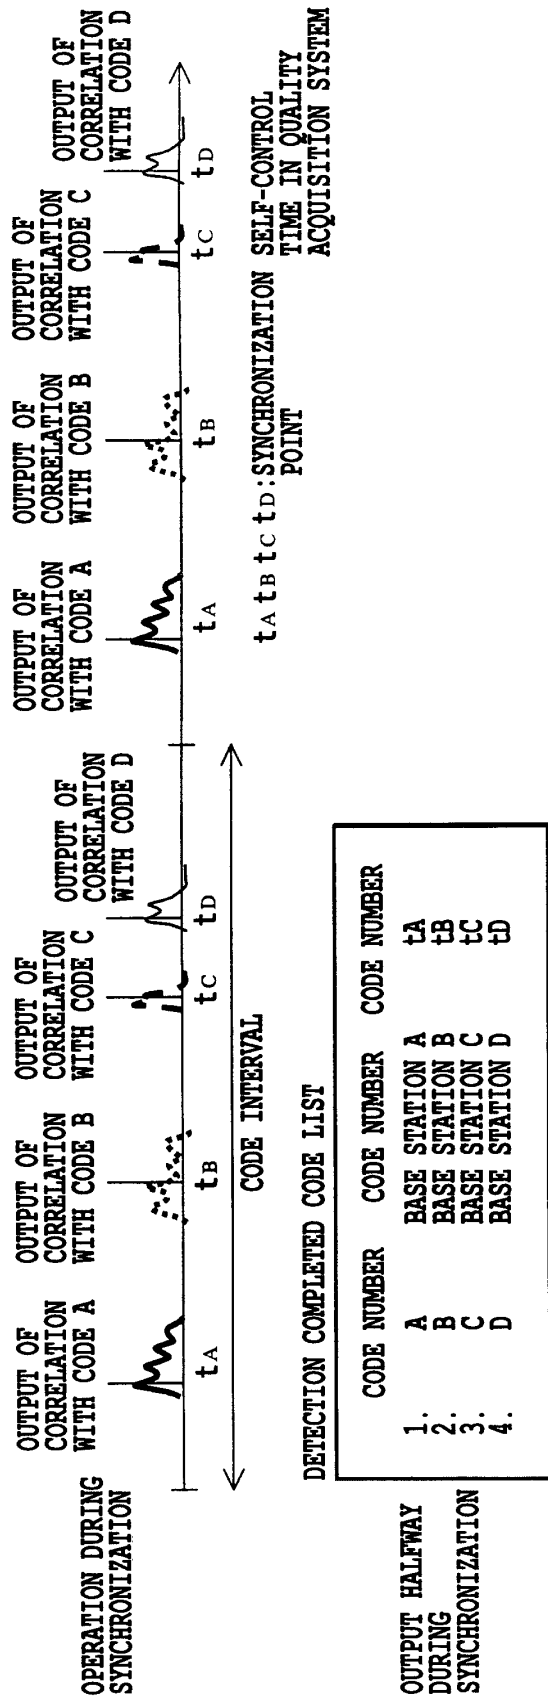 OPERATION DURING
SYNCHRONIZATION
OUTPUT OF
CORRELATION
WITH CODE A
OUTPUT OF
CORRELATION
WITH CODE B
OUTPUT OF
CORRELATION
WITH CODE C
OUTPUT OF
CORRELATION
WITH CODE D
OUTPUT OF
CORRELATION
WITH CODE A
OUTPUT OF
CORRELATION
WITH CODE B
OUTPUT OF
CORRELATION
WITH CODE C
OUTPUT OF
CORRELATION
WITH CODE D
tA tB tC tD tA tB tC tD
CODE INTERVAL
tA tB tC tD:SYNCHRONIZATION
POINT
SELF-CONTROL
TIME IN QUALITY
ACQUISITION SYSTEM
OUTPUT HALFWAY
DURING
SYNCHRONIZATION
DETECTION COMPLETED CODE LIST
CODE NUMBER CODE NUMBER CODE NUMBER
1. A BASE STATION A tA
2. B BASE STATION B tB
3. C BASE STATION C tC
4. D BASE STATION D tD